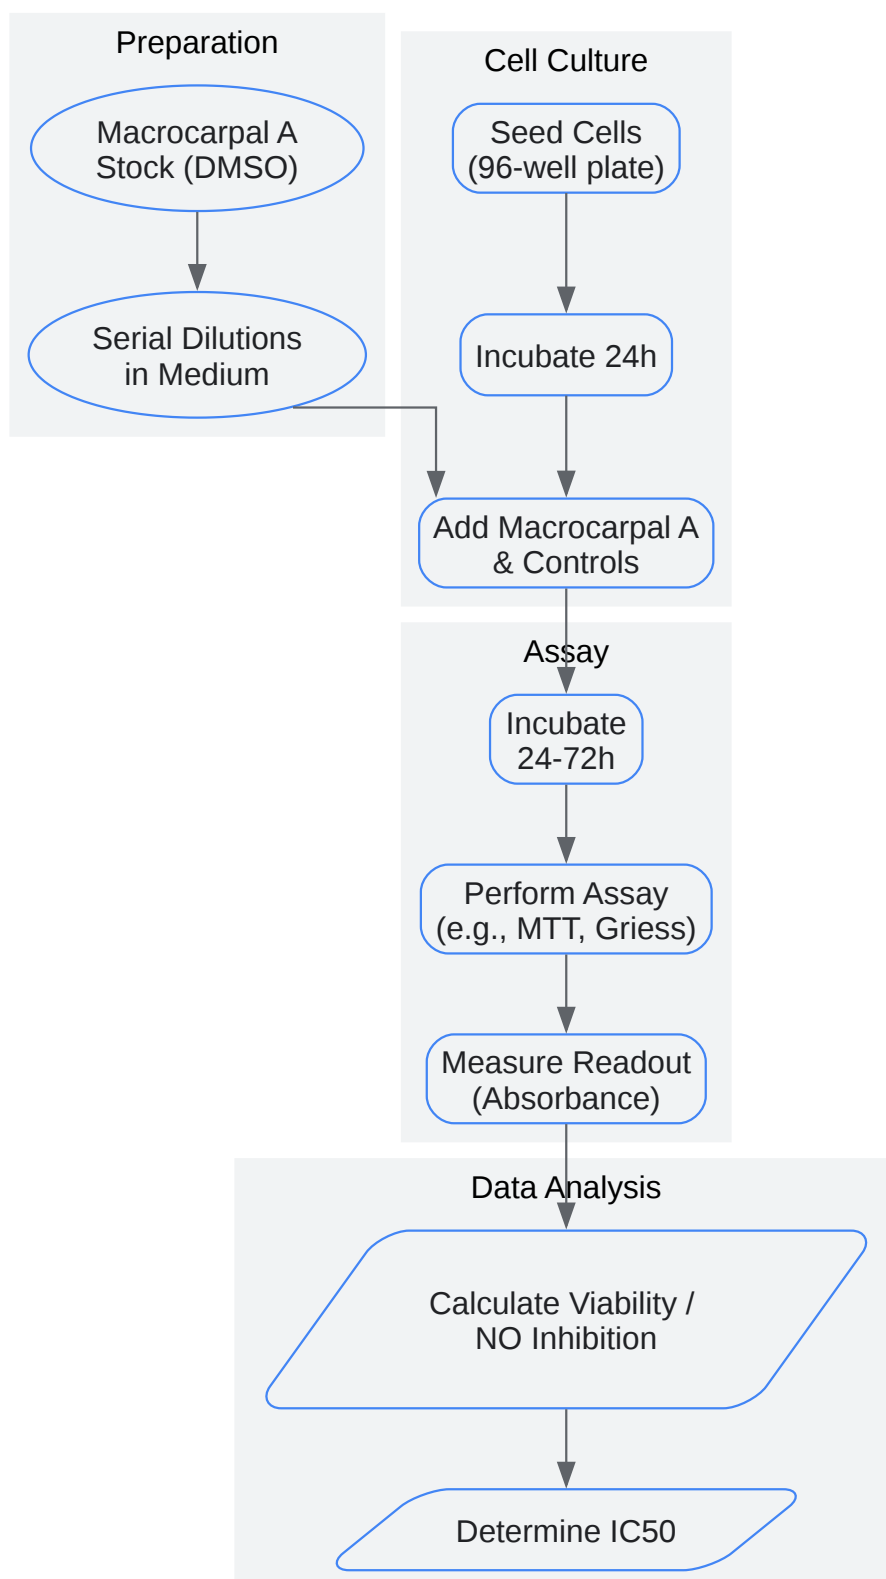 Preparation
Macrocarpal A
Stock (DMSO)
Serial Dilutions
in Medium
Cell Culture
Seed Cells
(96-well plate)
Incubate 24h
Add Macrocarpal A
& Controls
Assay
Incubate
24-72h
Perform Assay
(e.g., MTT, Griess)
Measure Readout
(Absorbance)
Data Analysis
Calculate Viability /
NO Inhibition
Determine IC50